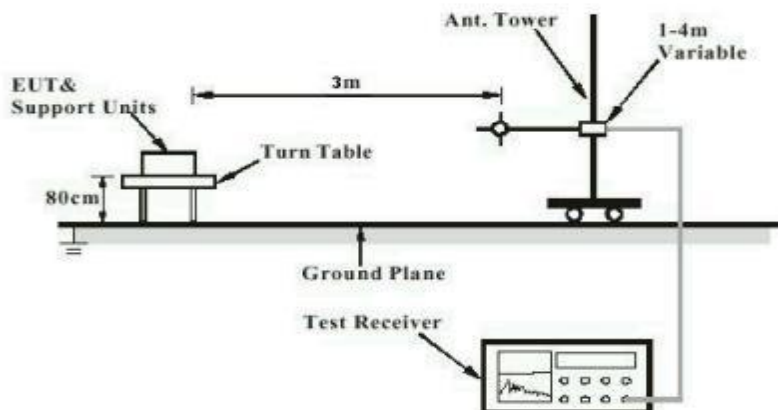 Ant. Tower
1-4m
Variable
3m
EUT&
Support Units
Turn Table
80cm
Ground Plane
Test Receiver